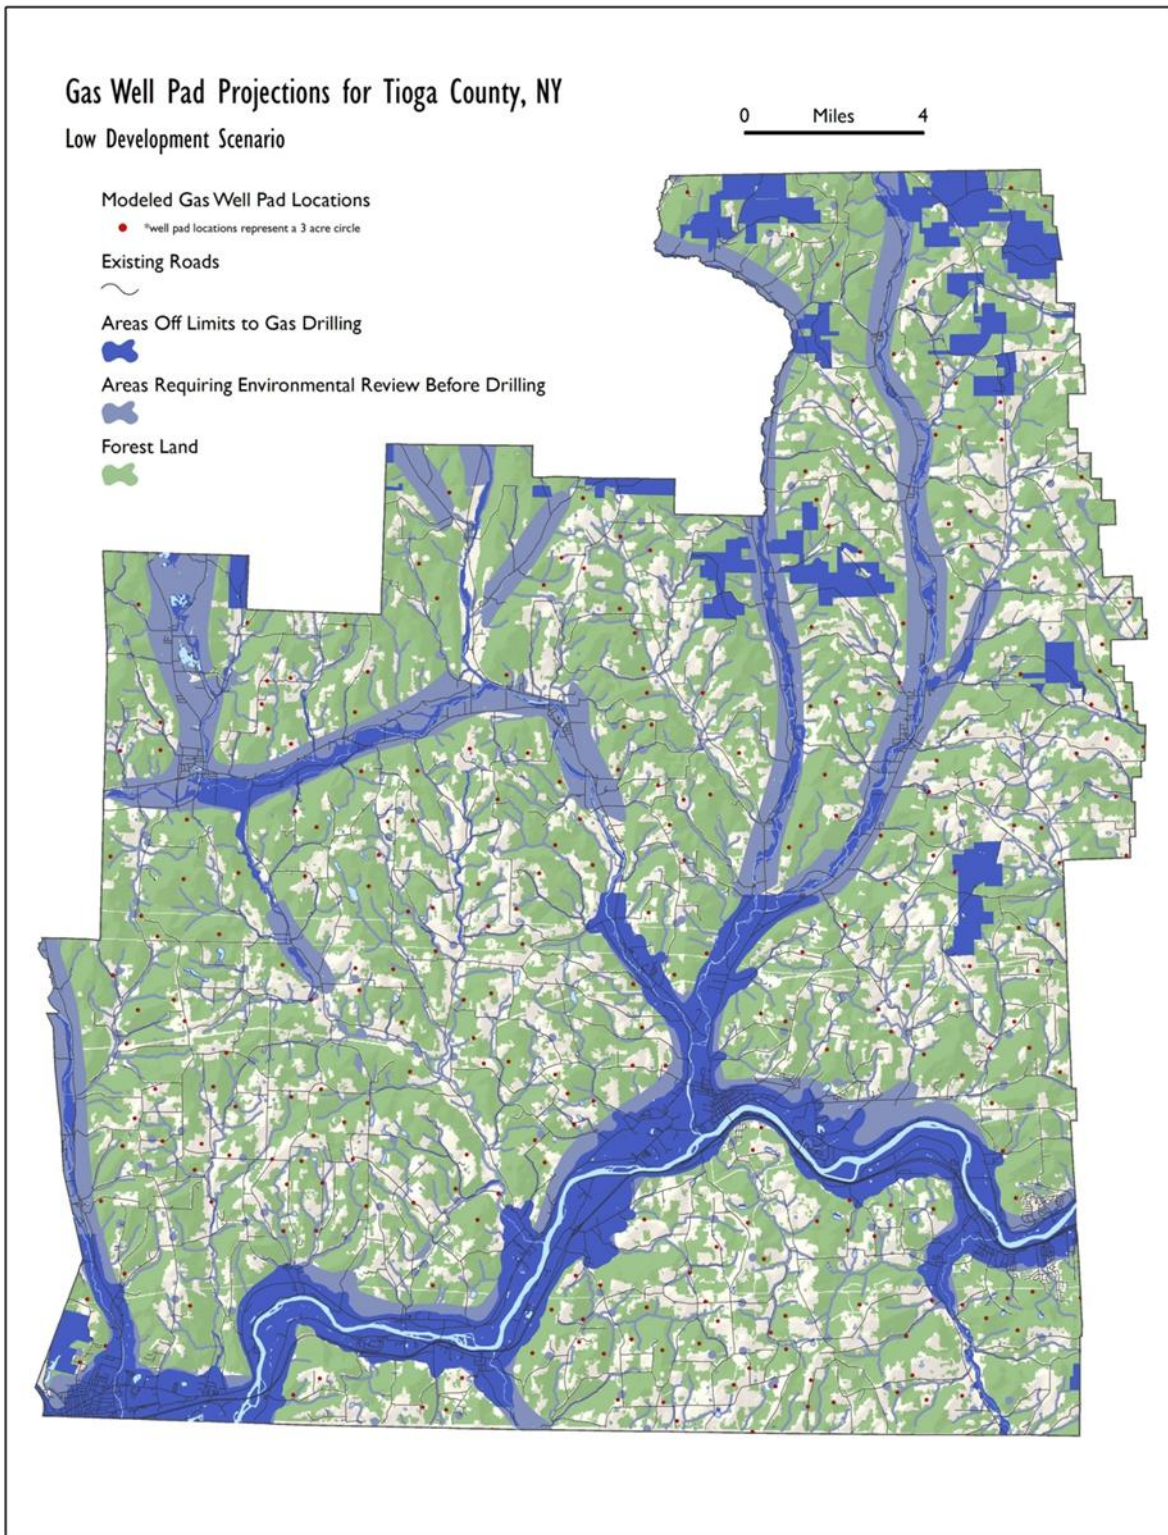 Gas Well Pad Projections for Tioga County, NY
Low Development Scenario
0 Miles 4
Modeled Gas Well Pad Locations
*well pad locations represent a 3 acre circle
Existing Roads
Areas Off Limits to Gas Drilling
Areas Requiring Environmental Review Before Drilling
Forest Land